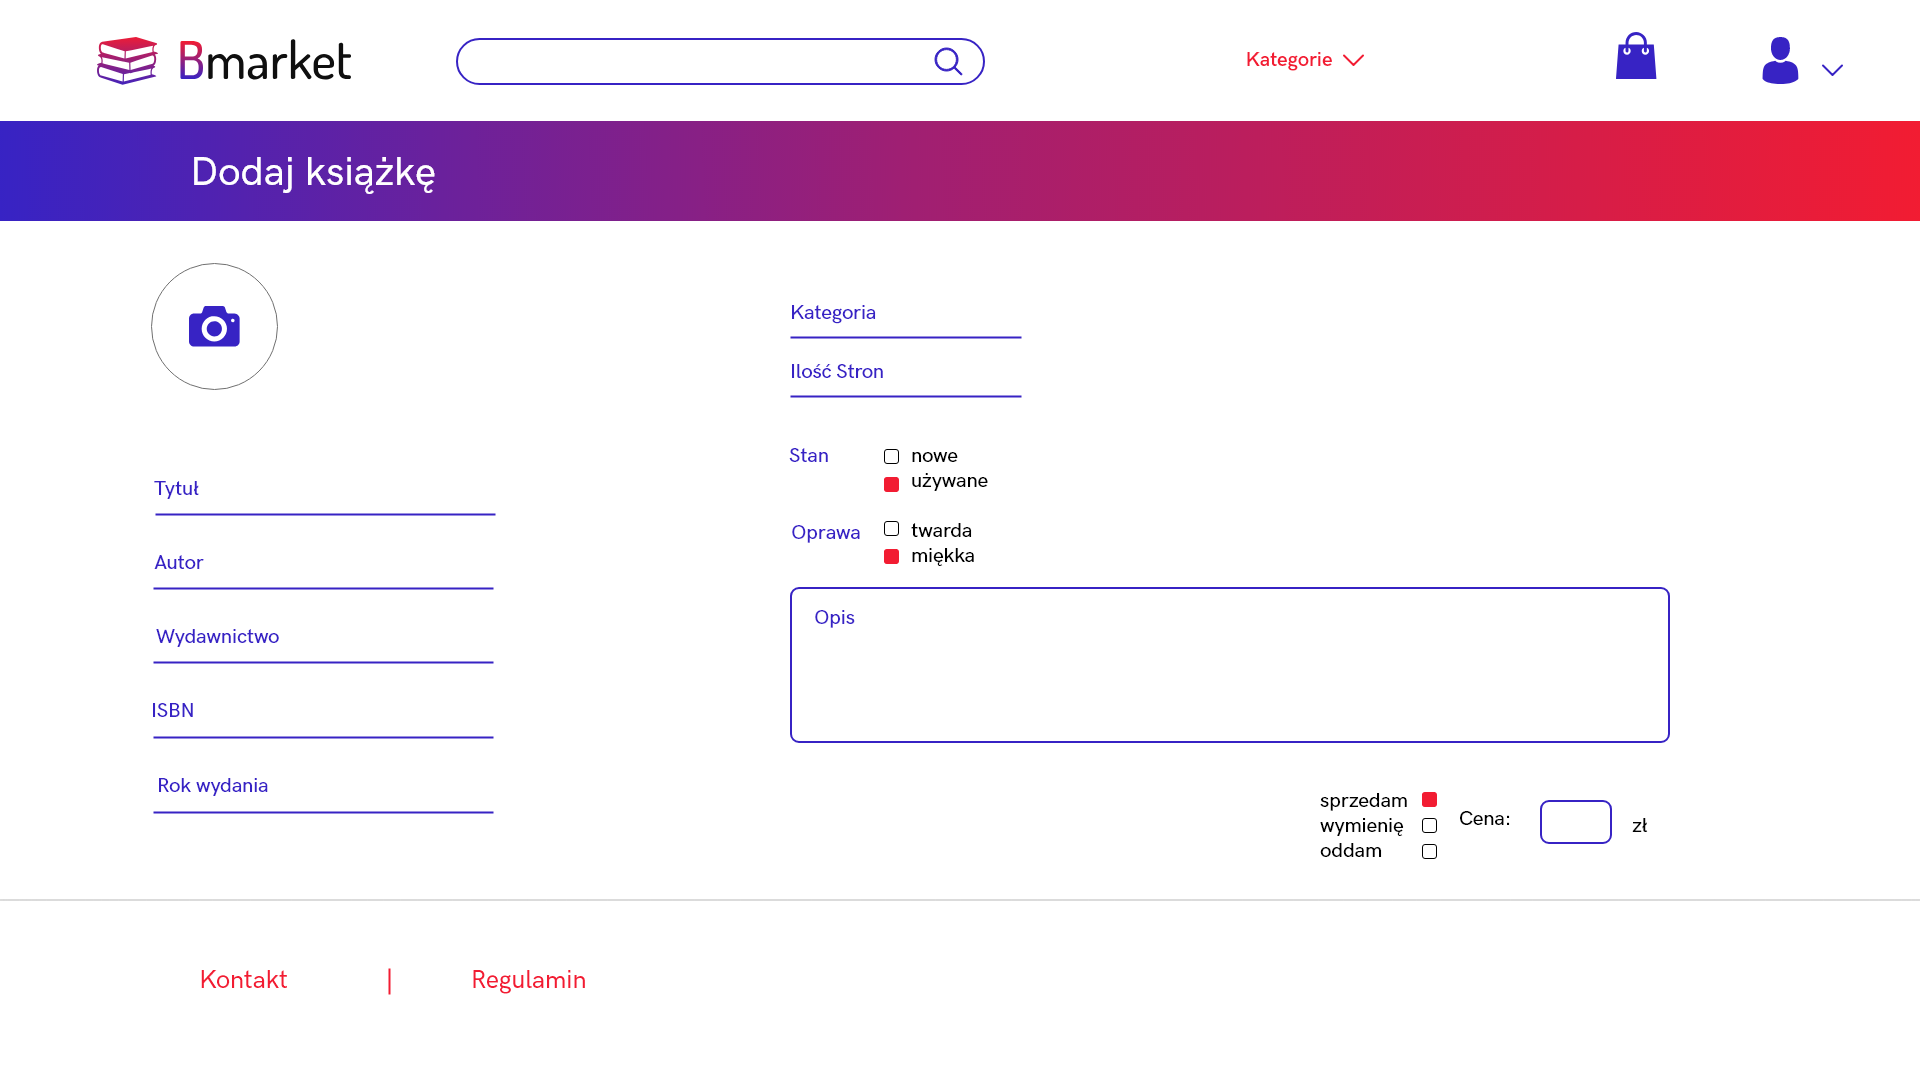 Bmarket
Kategorie
Dodaj książkę
Tytuł
Autor
Wydawnictwo
ISBN
Rok wydania
Kategoria
Ilość Stron
Stan
nowe
używane
Oprawa
twarda
miękka
Opis
sprzedam
wymienię
oddam
Cena:
zł
Kontakt | Regulamin